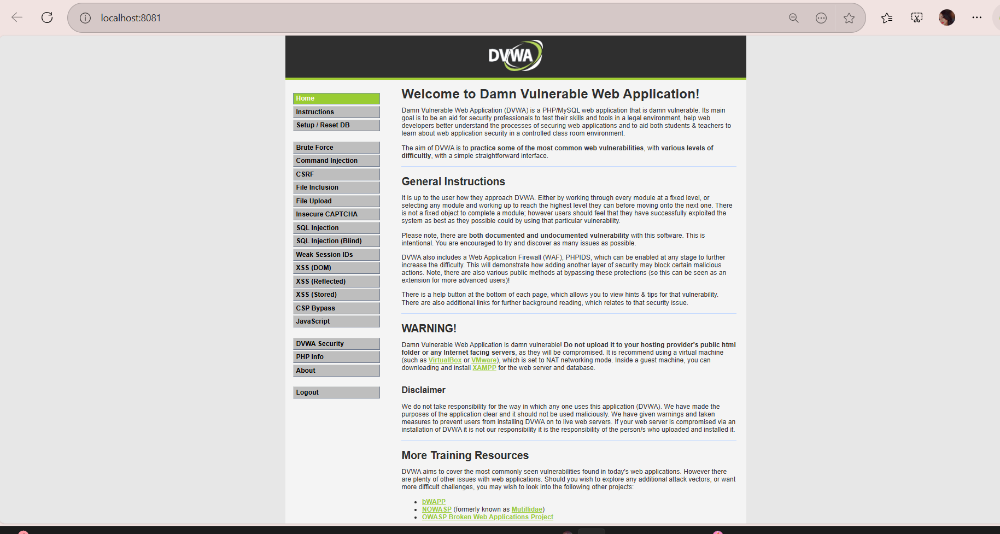 localhost:8081
DVWA
Home
Instructions
Setup / Reset DB
Brute Force
Command Injection
CSRF
File Inclusion
File Upload
Insecure CAPTCHA
SQL Injection
SQL Injection (Blind)
Weak Session IDs
XSS (DOM)
XSS (Reflected)
XSS (Stored)
CSP Bypass
JavaScript
DVWA Security
PHP Info
About
Logout
Welcome to Damn Vulnerable Web Application!
Damn Vulnerable Web Application (DVWA) is a PHP/MySQL web application that is damn vulnerable. Its main
goal is to be an aid for security professionals to test their skills and tools in a legal environment, help web
developers better understand the processes of securing web applications and to aid both students & teachers to
learn about web application security in a controlled class room environment.
The aim of DVWA is to practice some of the most common web vulnerabilities, with various levels of
difficultly, with a simple straightforward interface.
General Instructions
It is up to the user how they approach DVWA. Either by working through every module at a fixed level, or
selecting any module and working up to reach the highest level they can before moving onto the next one. There
is not a fixed object to complete a module; however users should feel that they have successfully exploited the
system as best as they possible could by using that particular vulnerability.
Please note, there are both documented and undocumented vulnerability with this software. This is
intentional. You are encouraged to try and discover as many issues as possible.
DVWA also includes a Web Application Firewall (WAF), PHPIDS, which can be enabled at any stage to further
increase the difficulty. This will demonstrate how adding another layer of security may block certain malicious
actions. Note, there are also various public methods at bypassing these protections (so this can be seen as an
extension for more advanced users)!
There is a help button at the bottom of each page, which allows you to view hints & tips for that vulnerability.
There are also additional links for further background reading, which relates to that security issue.
WARNING!
Damn Vulnerable Web Application is damn vulnerable! Do not upload it to your hosting provider's public html
folder or any Internet facing servers, as they will be compromised. It is recommend using a virtual machine
(such as VirtualBox or VMware), which is set to NAT networking mode. Inside a guest machine, you can
downloading and install XAMPP for the web server and database.
Disclaimer
We do not take responsibility for the way in which any one uses this application (DVWA). We have made the
purposes of the application clear and it should not be used maliciously. We have given warnings and taken
measures to prevent users from installing DVWA on to live web servers. If your web server is compromised via an
installation of DVWA it is not our responsibility it is the responsibility of the person/s who uploaded and installed it.
More Training Resources
DVWA aims to cover the most commonly seen vulnerabilities found in today's web applications. However there
are plenty of other issues with web applications. Should you wish to explore any additional attack vectors, or want
more difficult challenges, you may wish to look into the following other projects:
• bWAPP
• NOWASP (formerly known as Mutillidae)
• OWASP Broken Web Applications Project